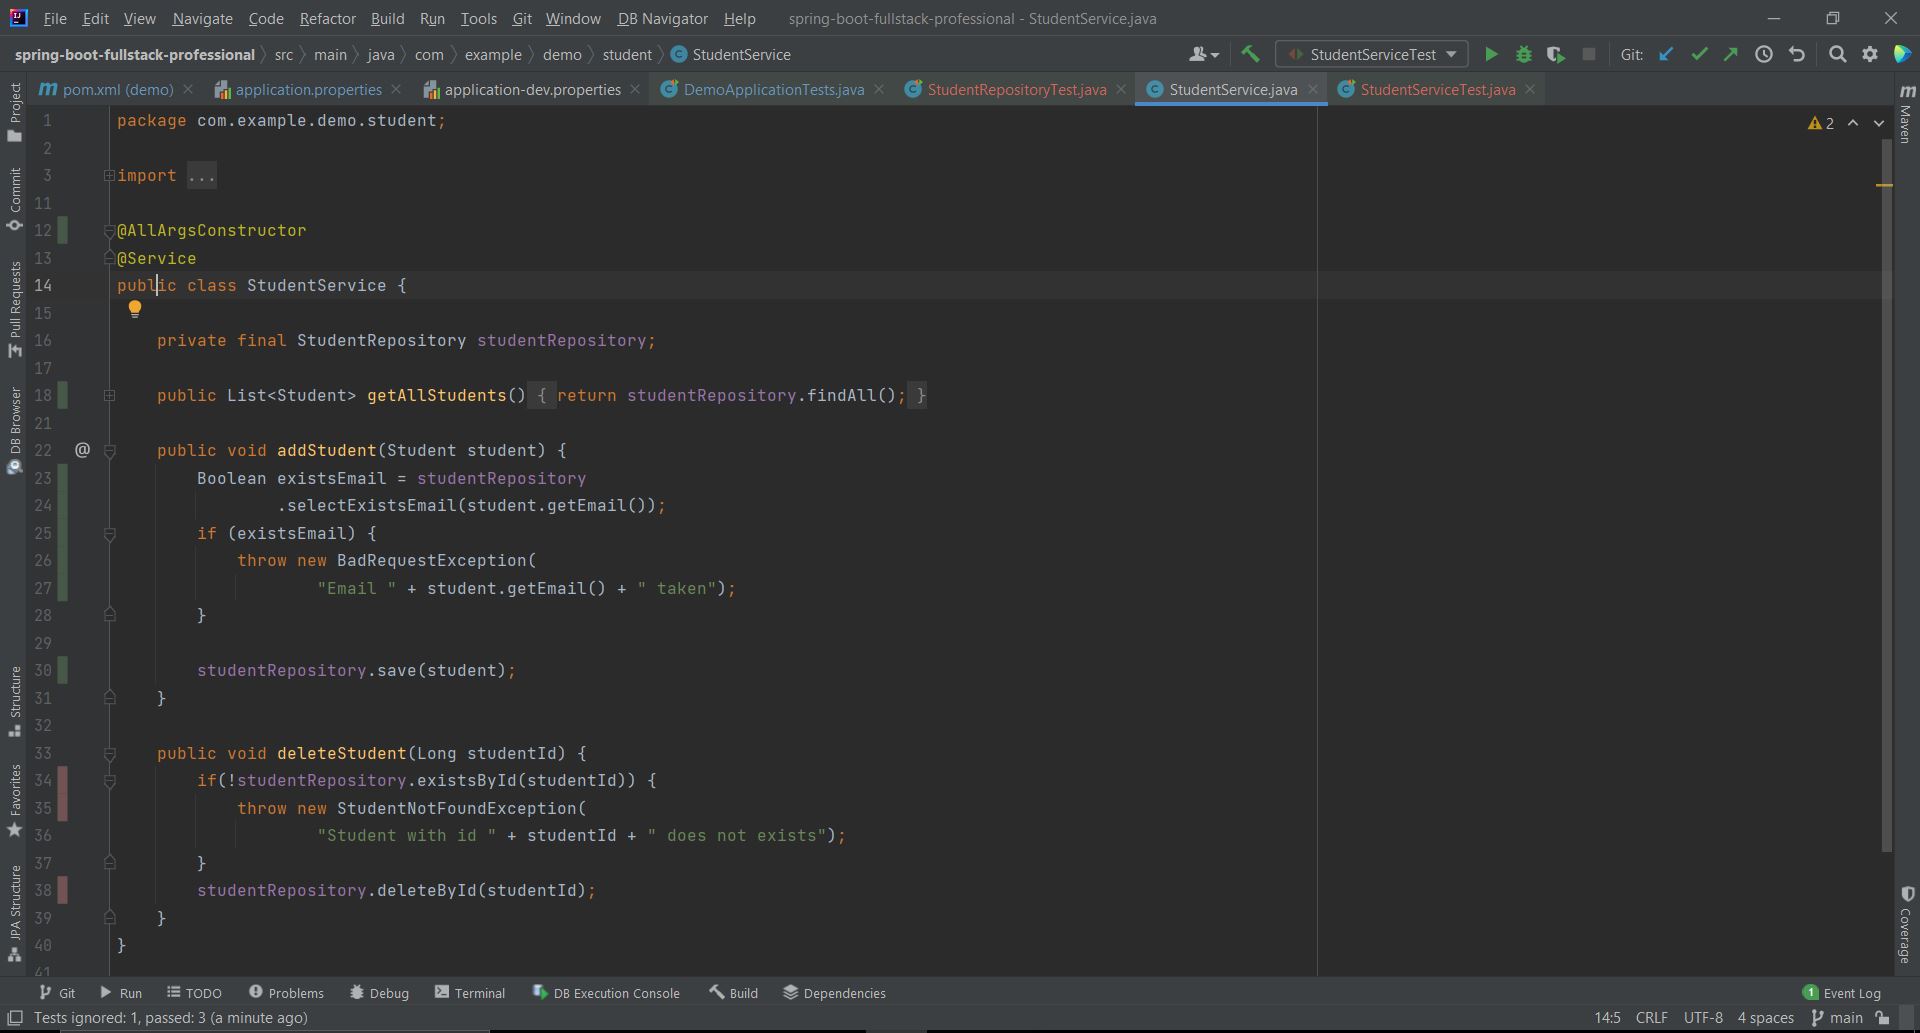 File Edit View Navigate Code Refactor Build Run Tools Git Window DB Navigator Help spring-boot-fullstack-professional - StudentService.java
spring-boot-fullstack-professional src main java com example demo student StudentService StudentServiceTest Git:
pom.xml (demo) application.properties application-dev.properties DemoApplicationTests.java StudentRepositoryTest.java StudentService.java StudentServiceTest.java
Project
Commit
Pull Requests
DB Browser
Structure
Favorites
JPA Structure
1 package com.example.demo.student;
2
3 import ...
11
12 @AllArgsConstructor
13 @Service
14 public class StudentService {
15
16 private final StudentRepository studentRepository;
17
18 public List<Student> getAllStudents() { return studentRepository.findAll(); }
21
22 @ public void addStudent(Student student) {
23 Boolean existsEmail = studentRepository
24 .selectExistsEmail(student.getEmail());
25 if (existsEmail) {
26 throw new BadRequestException(
27 "Email " + student.getEmail() + " taken");
28 }
29
30 studentRepository.save(student);
31 }
32
33 public void deleteStudent(Long studentId) {
34 if(!studentRepository.existsById(studentId)) {
35 throw new StudentNotFoundException(
36 "Student with id " + studentId + " does not exists");
37 }
38 studentRepository.deleteById(studentId);
39 }
40 }
41
2
Maven
Coverage
Git Run TODO Problems Debug Terminal DB Execution Console Build Dependencies 1 Event Log
Tests ignored: 1, passed: 3 (a minute ago) 14:5 CRLF UTF-8 4 spaces main